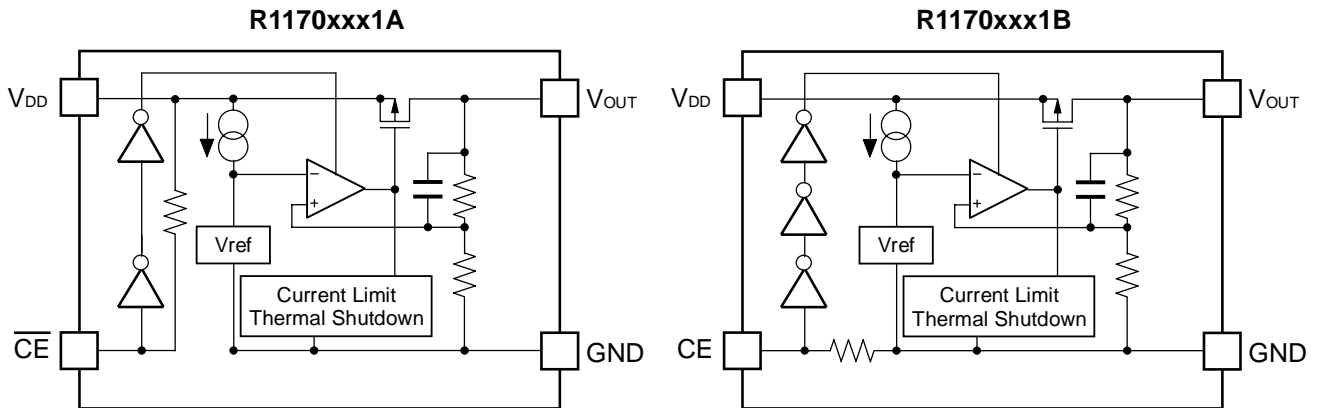 R1170xxx1A
VDD
VOUT
−
+
Vref
Current Limit
Thermal Shutdown
C̅E̅
GND
R1170xxx1B
VDD
VOUT
−
+
Vref
Current Limit
Thermal Shutdown
CE
GND